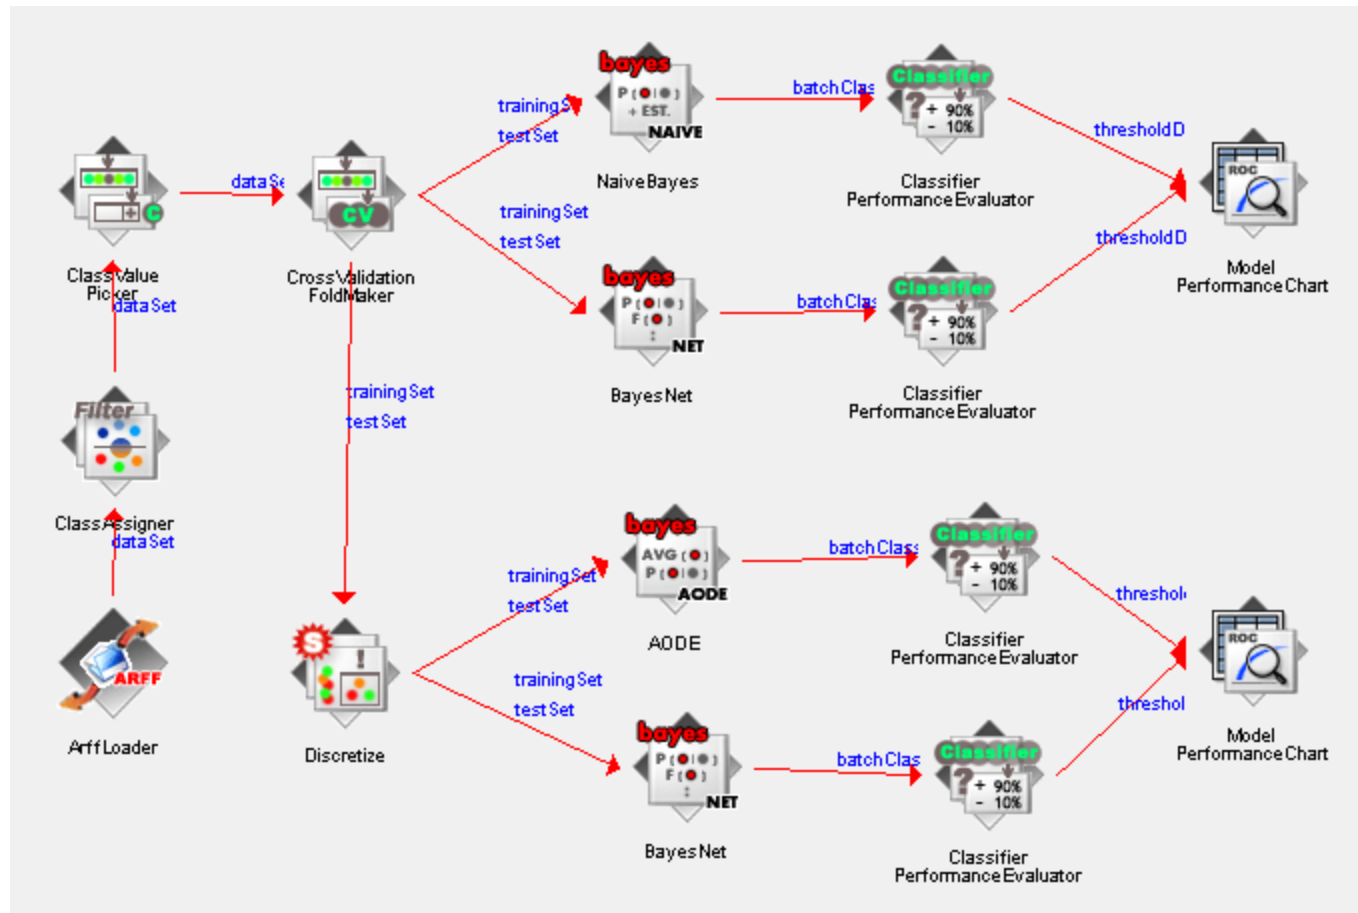 bayes
P(●|●)
+ EST.
NAIVE
NaiveBayes
trainingS
testSet
batchClas
Classifier
?
+ 90%
- 10%
Classifier
PerformanceEvaluator
thresholdD
ROC
Model
PerformanceChart
C
ClassValue
Picker
dataSet
dataSe
CV
CrossValidation
FoldMaker
trainingSet
testSet
bayes
P(●|●)
F(●)
:
NET
BayesNet
batchClas
Classifier
?
+ 90%
- 10%
Classifier
PerformanceEvaluator
thresholdD
trainingSet
testSet
Filter
ClassAssigner
dataSet
ARFF
ArffLoader
S
!
Discretize
trainingSet
testSet
bayes
AVG(●)
P(●|●)
AODE
AODE
batchClass
Classifier
?
+ 90%
- 10%
Classifier
PerformanceEvaluator
threshol
ROC
Model
PerformanceChart
trainingSet
testSet
bayes
P(●|●)
F(●)
:
NET
BayesNet
batchClas
Classifier
?
+ 90%
- 10%
Classifier
PerformanceEvaluator
threshol